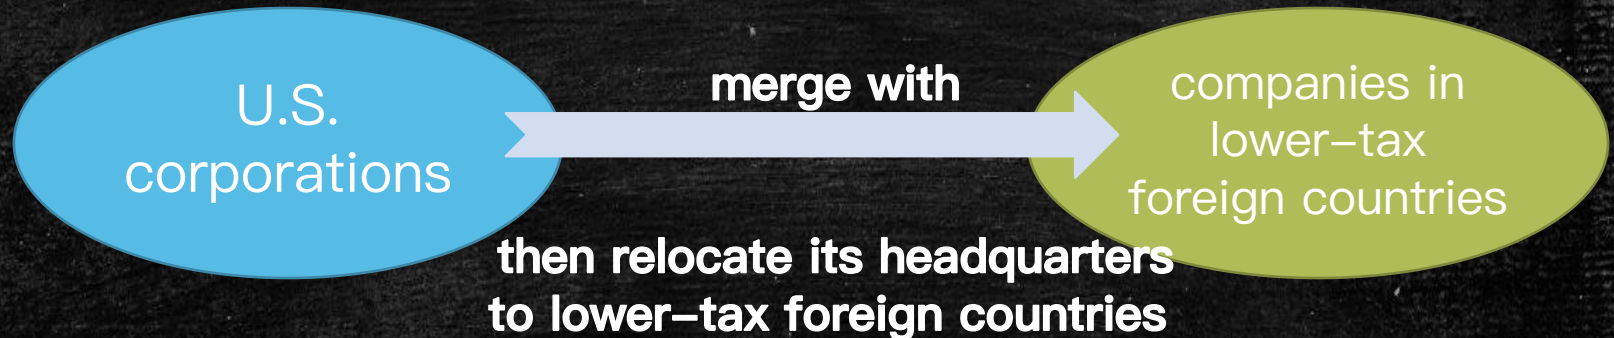 U.S.
corporations
merge with
companies in
lower–tax
foreign countries
then relocate its headquarters
to lower–tax foreign countries